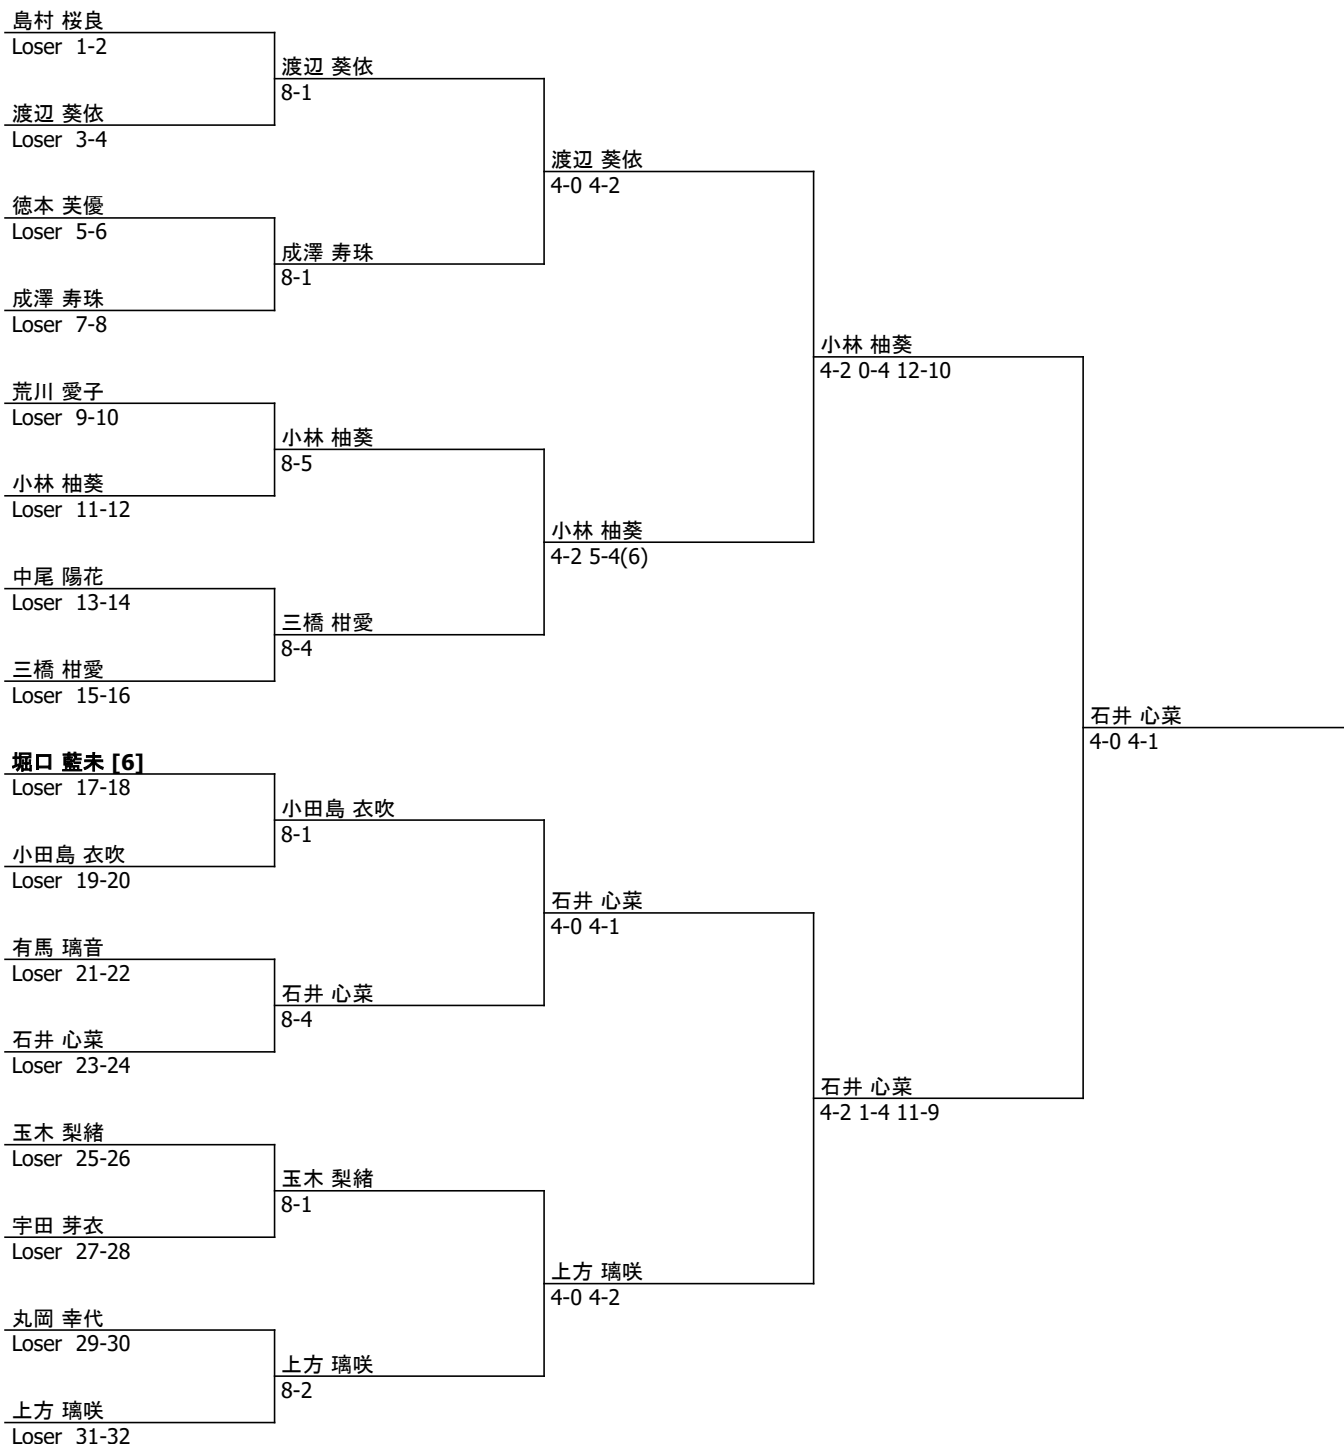 島村 桜良
Loser 1-2
渡辺 葵依
Loser 3-4
徳本 芙優
Loser 5-6
成澤 寿珠
Loser 7-8
荒川 愛子
Loser 9-10
小林 柚葵
Loser 11-12
中尾 陽花
Loser 13-14
三橋 柑愛
Loser 15-16
堀口 藍未 [6]
Loser 17-18
小田島 衣吹
Loser 19-20
有馬 璃音
Loser 21-22
石井 心菜
Loser 23-24
玉木 梨緒
Loser 25-26
宇田 芽衣
Loser 27-28
丸岡 幸代
Loser 29-30
上方 璃咲
Loser 31-32
渡辺 葵依
8-1
成澤 寿珠
8-1
小林 柚葵
8-5
三橋 柑愛
8-4
小田島 衣吹
8-1
石井 心菜
8-4
玉木 梨緒
8-1
上方 璃咲
8-2
渡辺 葵依
4-0 4-2
小林 柚葵
4-2 5-4(6)
石井 心菜
4-0 4-1
上方 璃咲
4-0 4-2
小林 柚葵
4-2 0-4 12-10
石井 心菜
4-2 1-4 11-9
石井 心菜
4-0 4-1